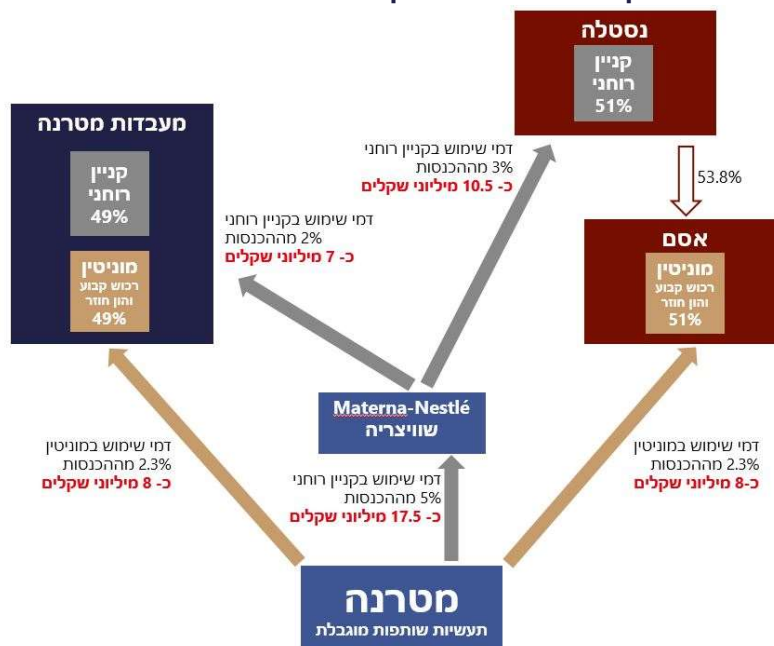 נסטלה
קניין
רוחני
51%
מעבדות מטרנה
קניין
רוחני
49%
מוניטין
רכוש קבוע
והון חוזר
49%
דמי שימוש בקניין רוחני
3% מההכנסות
כ- 10.5 מיליוני שקלים
53.8%
דמי שימוש בקניין רוחני
2% מההכנסות
כ- 7 מיליוני שקלים
אסם
מוניטין
רכוש קבוע
והון חוזר
51%
Materna-Nestlé
שוויצריה
דמי שימוש במוניטין
2.3% מההכנסות
כ- 8 מיליוני שקלים
דמי שימוש בקניין רוחני
5% מההכנסות
כ- 17.5 מיליוני שקלים
דמי שימוש במוניטין
2.3% מההכנסות
כ-8 מיליוני שקלים
מטרנה
תעשיות שותפות מוגבלת